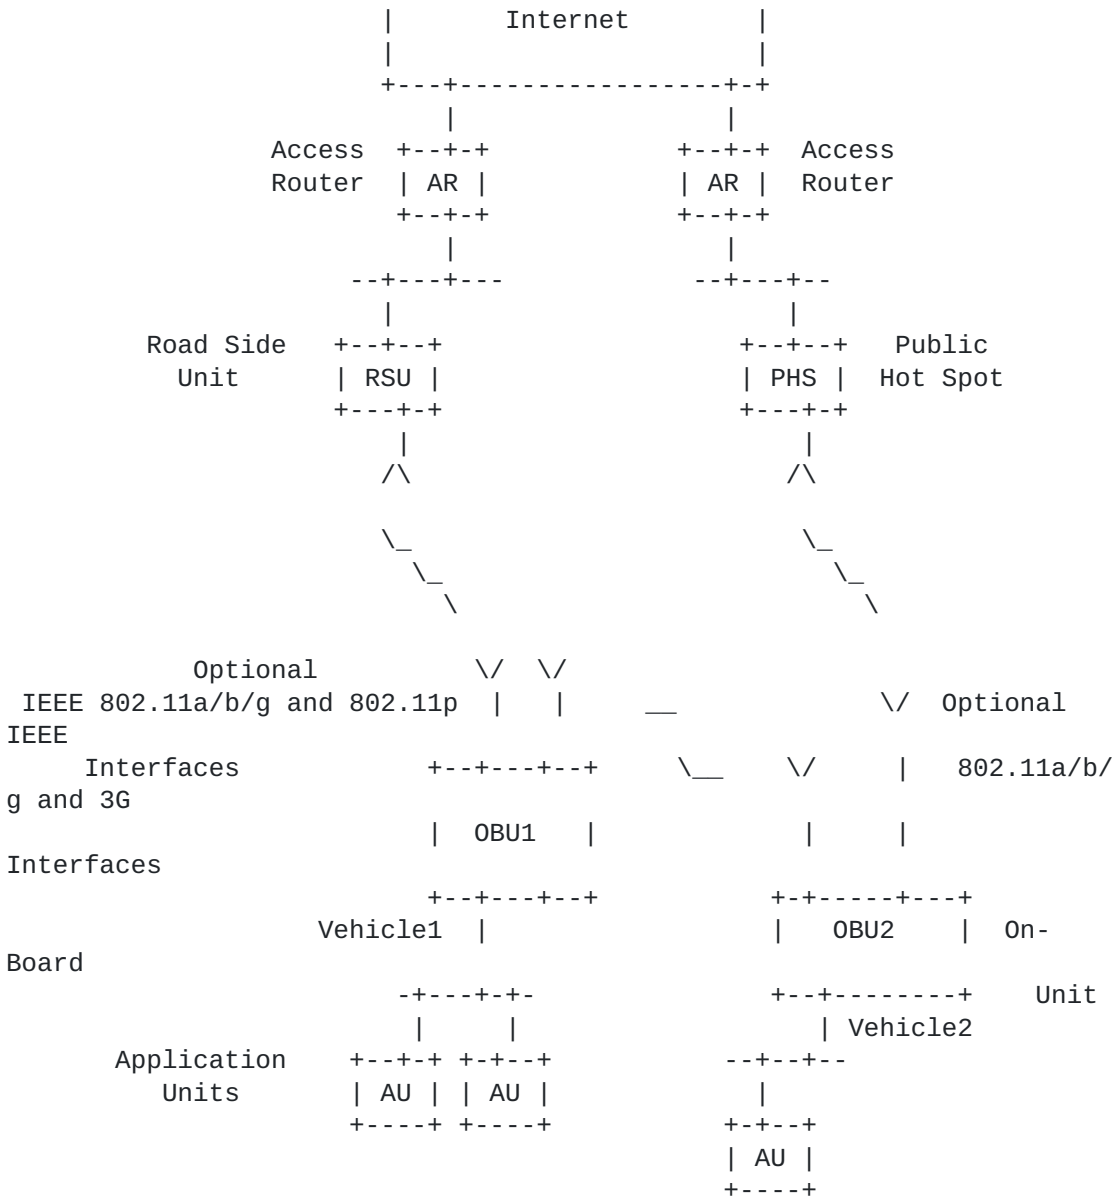 Internet
Access Access
Router AR AR Router
Road Side Public
Unit RSU PHS Hot Spot
Optional
IEEE 802.11a/b/g and 802.11p Optional
IEEE
Interfaces 802.11a/b/
g and 3G
OBU1
Interfaces
Vehicle1 OBU2 On-
Board
Unit
Vehicle2
Application
Units AU AU
AU